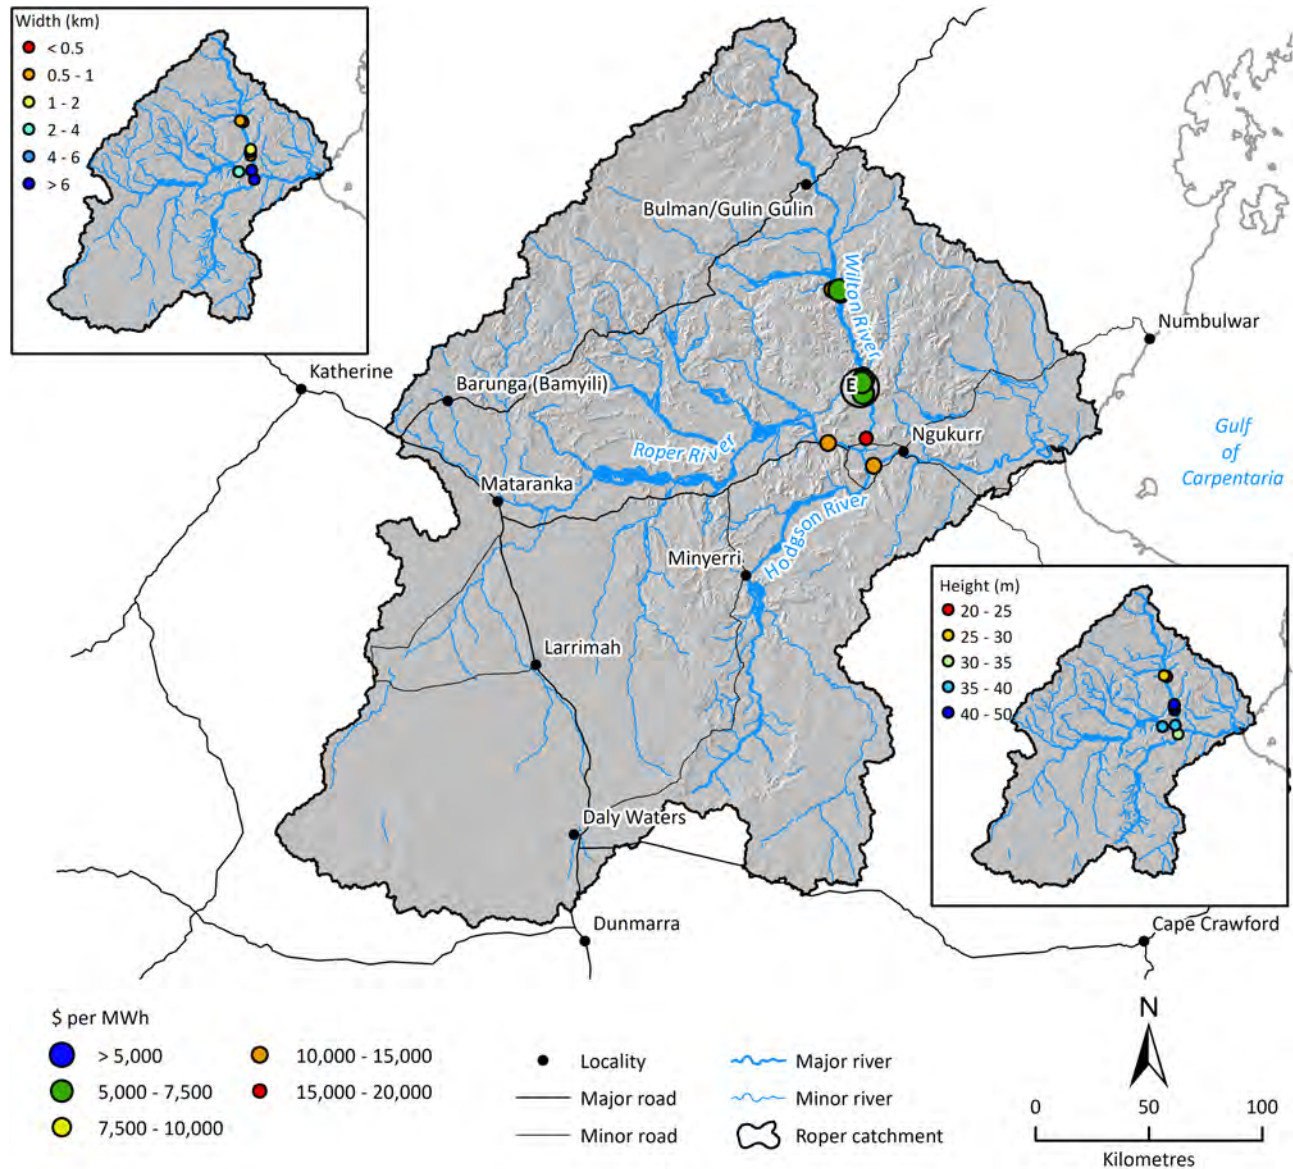 Width (km)
< 0.5
0.5 - 1
1 - 2
2 - 4
4 - 6
> 6
Bulman/Gulin Gulin
Wilton River
Numbulwar
Katherine
Barunga (Bamyili)
E
Roper River
Ngukurr
Gulf
of
Carpentaria
Mataranka
Hodgson River
Minyerri
Height (m)
20 - 25
25 - 30
30 - 35
35 - 40
40 - 50
Larrimah
Daly Waters
Dunmarra
Cape Crawford
$ per MWh
> 5,000
5,000 - 7,500
7,500 - 10,000
10,000 - 15,000
15,000 - 20,000
Locality
Major road
Minor road
Major river
Minor river
Roper catchment
N
0 50 100
Kilometres